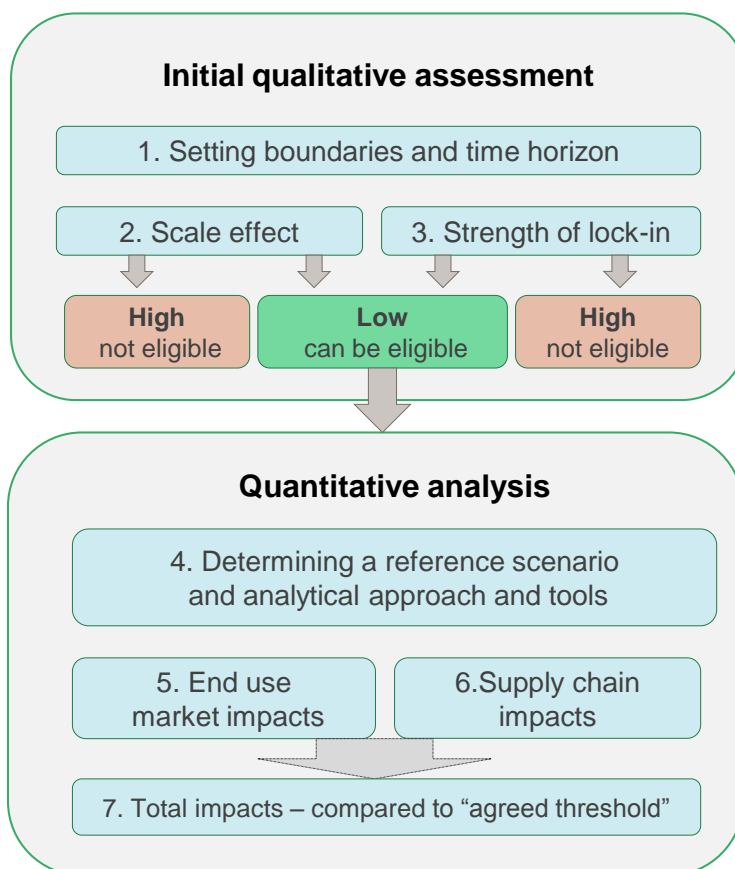 Initial qualitative assessment
1. Setting boundaries and time horizon
2. Scale effect
3. Strength of lock-in
High
not eligible
Low
can be eligible
High
not eligible
Quantitative analysis
4. Determining a reference scenario
and analytical approach and tools
5. End use
market impacts
6.Supply chain
impacts
7. Total impacts – compared to “agreed threshold”